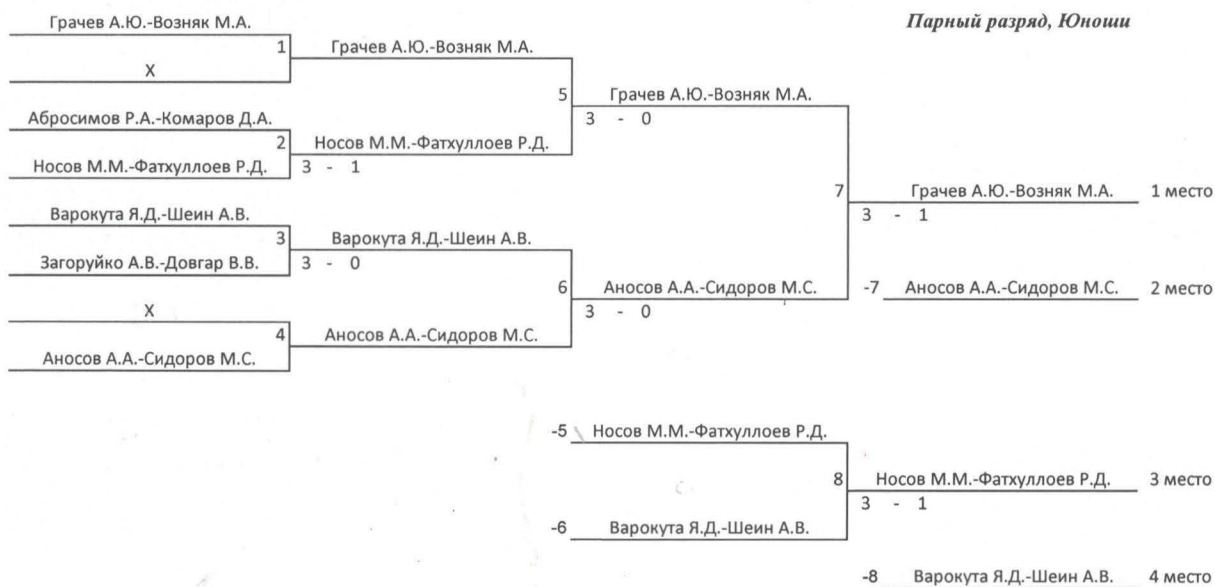 Парный разряд, Юноши
Грачев А.Ю.-Возняк М.А.
1
Грачев А.Ю.-Возняк М.А.
X
5
Грачев А.Ю.-Возняк М.А.
3 - 0
Абросимов Р.А.-Комаров Д.А.
2
Носов М.М.-Фатхуллоев Р.Д.
Носов М.М.-Фатхуллоев Р.Д.
3 - 1
7
Грачев А.Ю.-Возняк М.А.
1 место
3 - 1
Варокута Я.Д.-Шеин А.В.
3
Варокута Я.Д.-Шеин А.В.
Загоруйко А.В.-Довгар В.В.
3 - 0
6
Аносов А.А.-Сидоров М.С.
3 - 0
-7
Аносов А.А.-Сидоров М.С.
2 место
X
4
Аносов А.А.-Сидоров М.С.
Аносов А.А.-Сидоров М.С.
-5
Носов М.М.-Фатхуллоев Р.Д.
8
Носов М.М.-Фатхуллоев Р.Д.
3 место
3 - 1
-6
Варокута Я.Д.-Шеин А.В.
-8
Варокута Я.Д.-Шеин А.В.
4 место